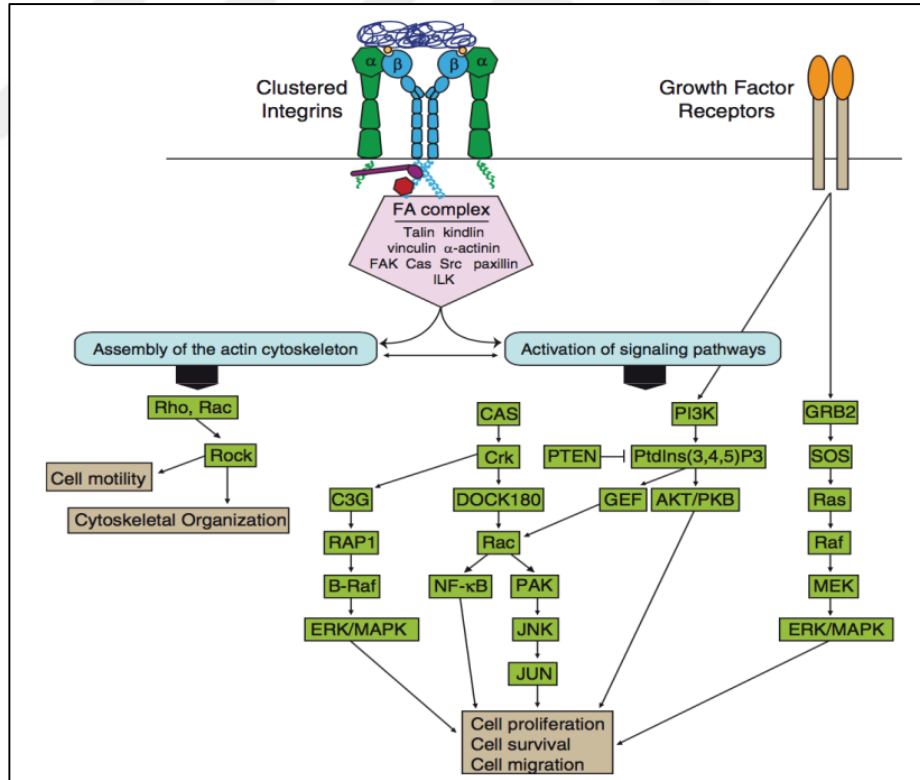 α β β α
Clustered
Integrins
Growth Factor
Receptors
FA complex
Talin kindlin
vinculin α-actinin
FAK Cas Src paxillin
ILK
Assembly of the actin cytoskeleton
Activation of signaling pathways
Rho, Rac
CAS
PI3K
GRB2
Rock
Crk
PTEN
PtdIns(3,4,5)P3
SOS
Cell motility
C3G
DOCK180
GEF
AKT/PKB
Ras
Cytoskeletal Organization
RAP1
Rac
Raf
B-Raf
NF-κB
PAK
MEK
ERK/MAPK
JNK
ERK/MAPK
JUN
Cell proliferation
Cell survival
Cell migration